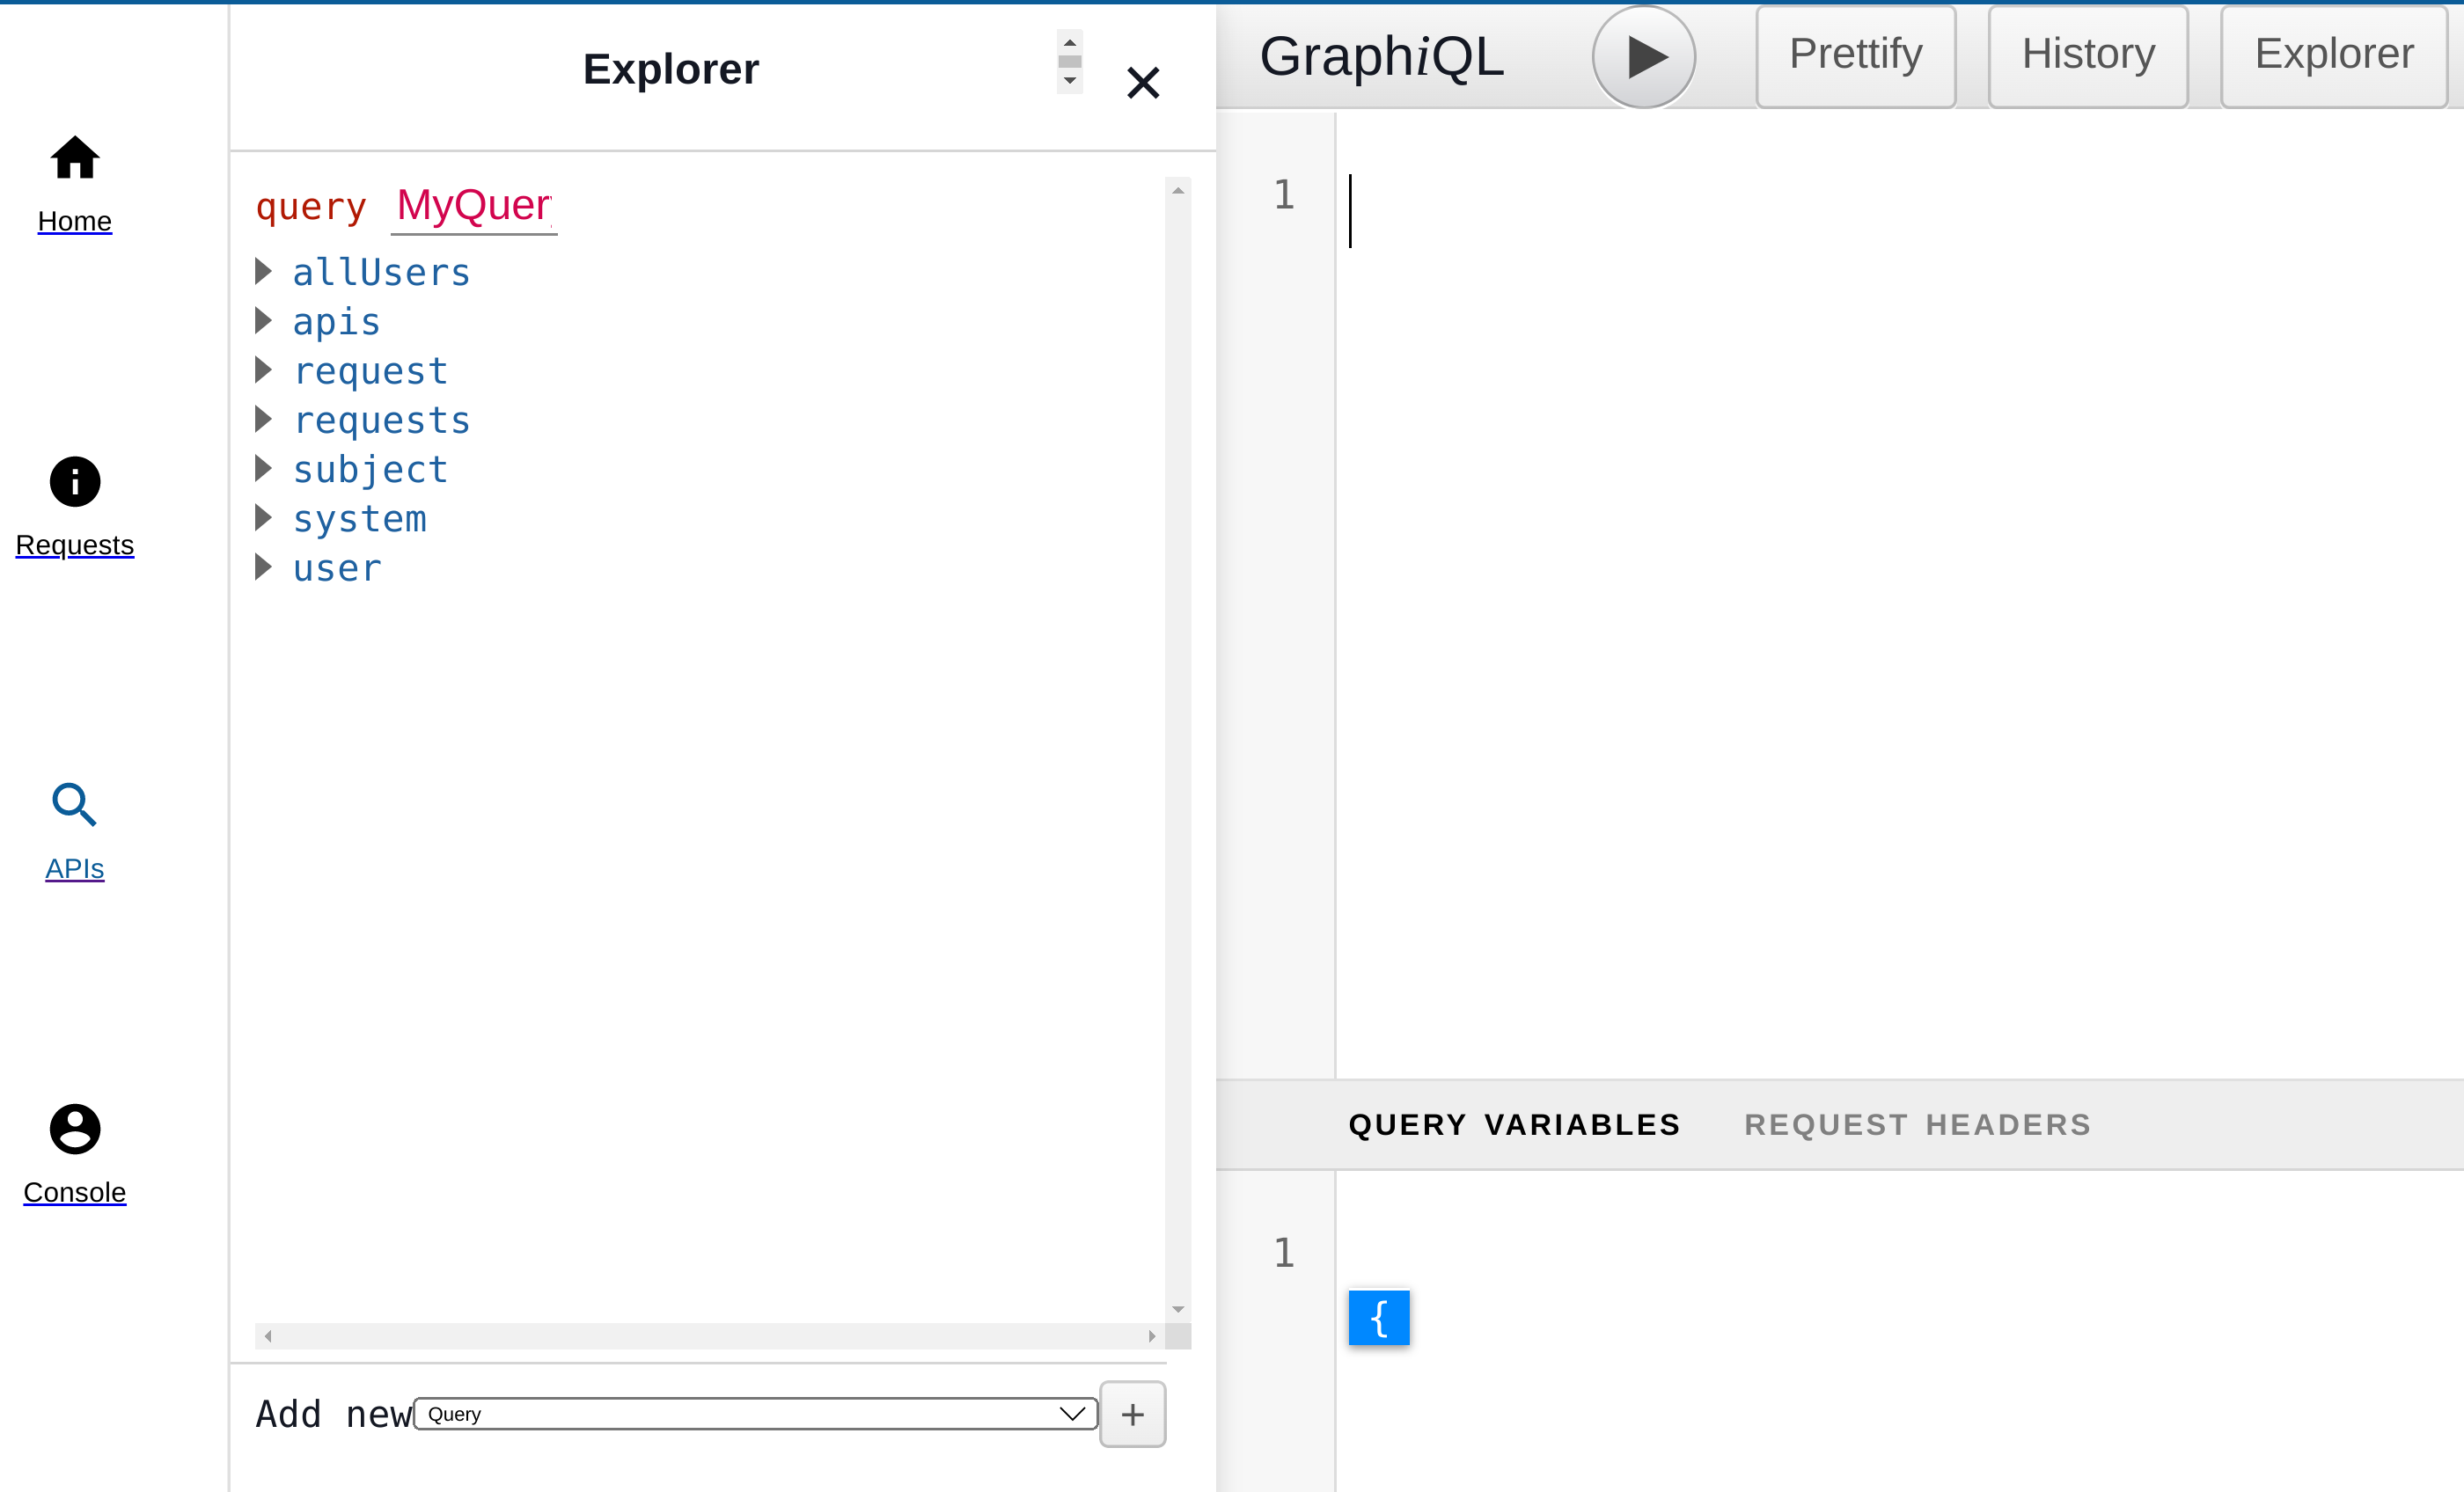 Home
Requests
APIs
Console
Explorer
query MyQuer
allUsers
apis
request
requests
subject
system
user
Add new Query +
GraphiQL Prettify History Explorer
1
QUERY VARIABLES REQUEST HEADERS
1
{